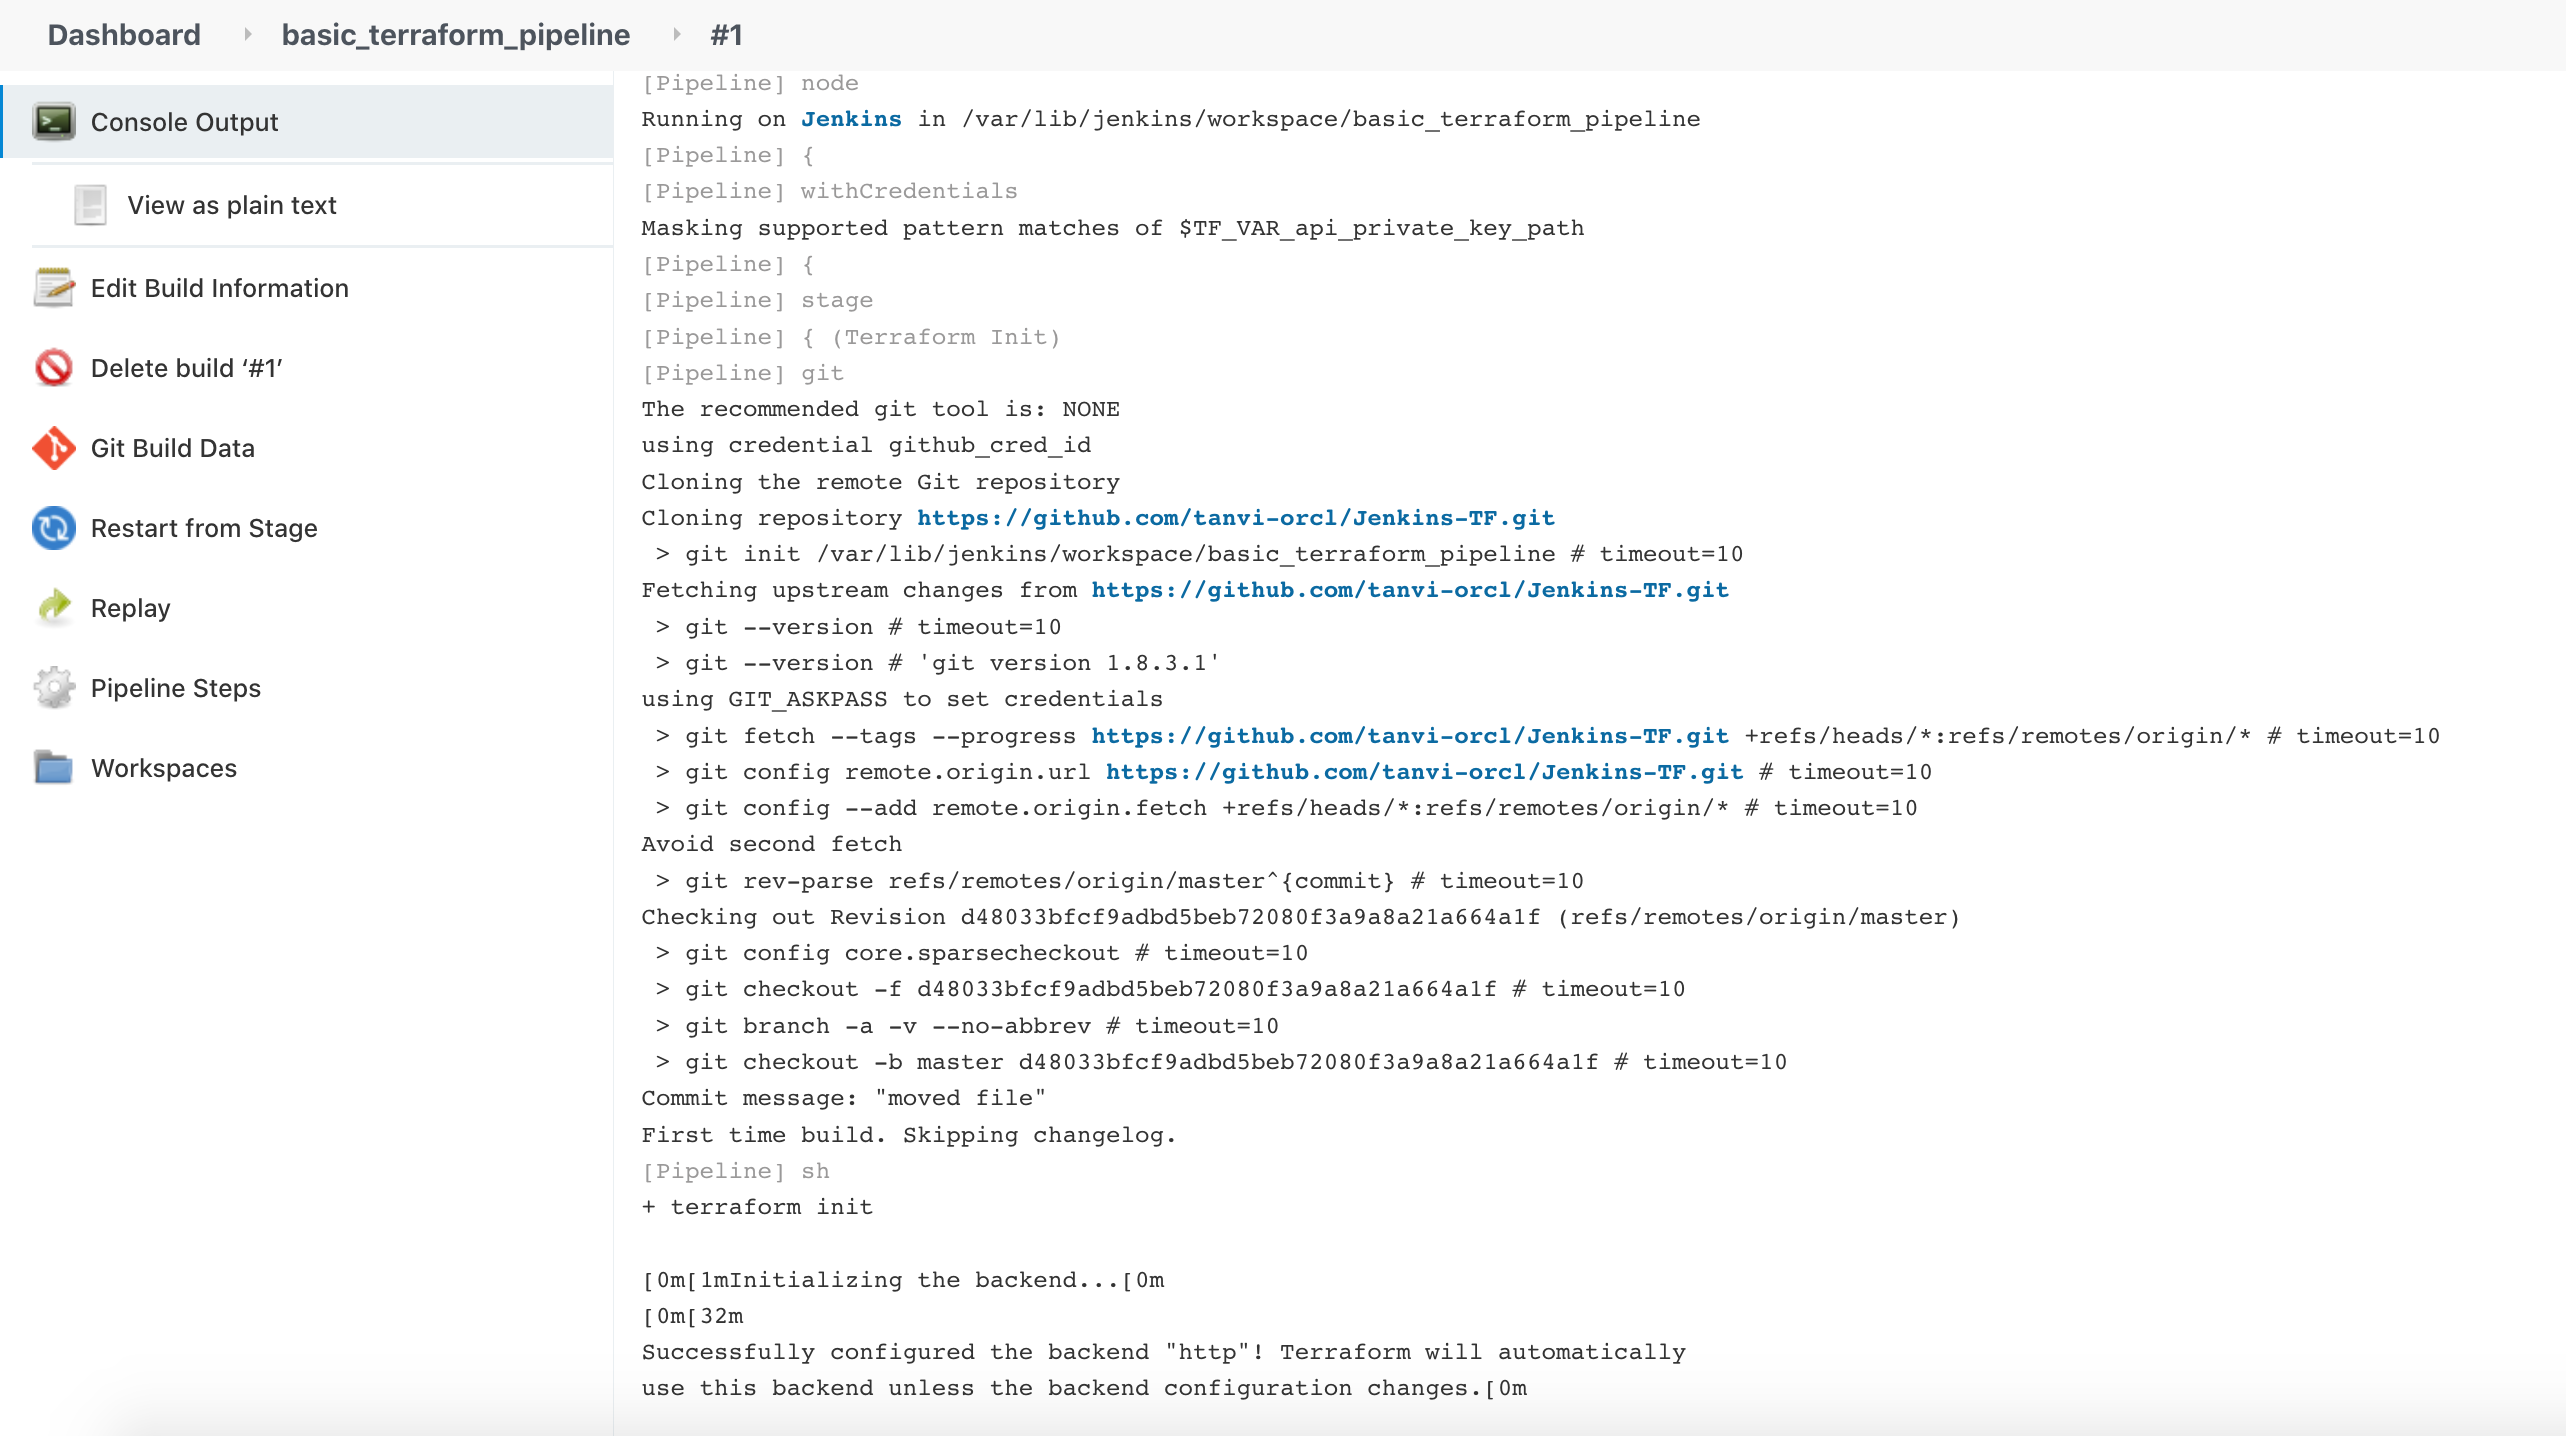 Dashboard basic_terraform_pipeline #1
Console Output
View as plain text
Edit Build Information
Delete build ‘#1’
Git Build Data
Restart from Stage
Replay
Pipeline Steps
Workspaces
[Pipeline] node
Running on Jenkins in /var/lib/jenkins/workspace/basic_terraform_pipeline
[Pipeline] {
[Pipeline] withCredentials
Masking supported pattern matches of $TF_VAR_api_private_key_path
[Pipeline] {
[Pipeline] stage
[Pipeline] { (Terraform Init)
[Pipeline] git
The recommended git tool is: NONE
using credential github_cred_id
Cloning the remote Git repository
Cloning repository https://github.com/tanvi-orcl/Jenkins-TF.git
 > git init /var/lib/jenkins/workspace/basic_terraform_pipeline # timeout=10
Fetching upstream changes from https://github.com/tanvi-orcl/Jenkins-TF.git
 > git --version # timeout=10
 > git --version # 'git version 1.8.3.1'
using GIT_ASKPASS to set credentials
 > git fetch --tags --progress https://github.com/tanvi-orcl/Jenkins-TF.git +refs/heads/*:refs/remotes/origin/* # timeout=10
 > git config remote.origin.url https://github.com/tanvi-orcl/Jenkins-TF.git # timeout=10
 > git config --add remote.origin.fetch +refs/heads/*:refs/remotes/origin/* # timeout=10
Avoid second fetch
 > git rev-parse refs/remotes/origin/master^{commit} # timeout=10
Checking out Revision d48033bfcf9adbd5beb72080f3a9a8a21a664a1f (refs/remotes/origin/master)
 > git config core.sparsecheckout # timeout=10
 > git checkout -f d48033bfcf9adbd5beb72080f3a9a8a21a664a1f # timeout=10
 > git branch -a -v --no-abbrev # timeout=10
 > git checkout -b master d48033bfcf9adbd5beb72080f3a9a8a21a664a1f # timeout=10
Commit message: "moved file"
First time build. Skipping changelog.
[Pipeline] sh
+ terraform init
[0m[1mInitializing the backend...[0m
[0m[32m
Successfully configured the backend "http"! Terraform will automatically
use this backend unless the backend configuration changes.[0m